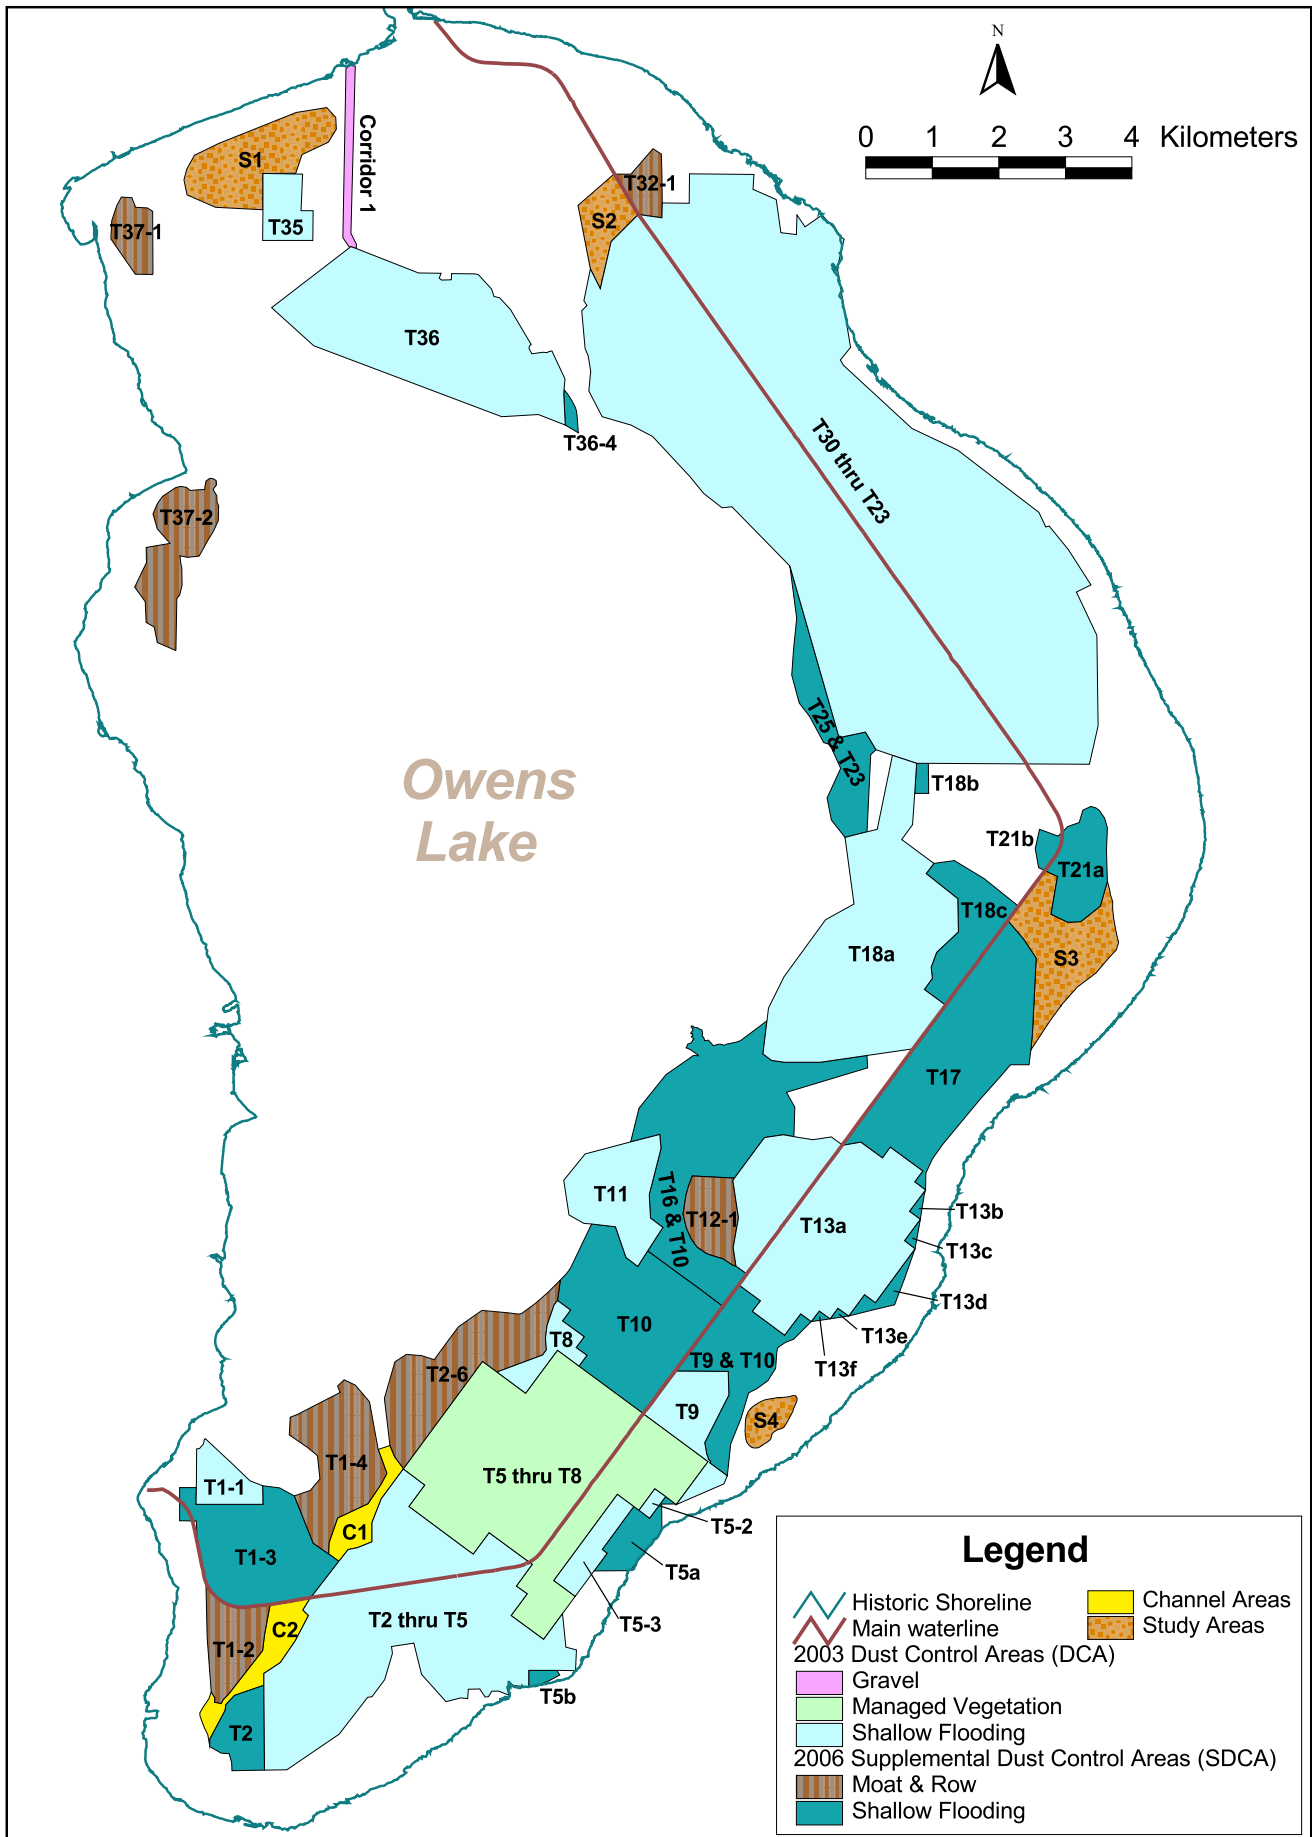 N
0 1 2 3 4 Kilometers
Corridor 1
S1
T35
T37-1
T32-1
S2
T36
T36-4
T30 thru T23
T37-2
T25 & T23
Owens
Lake
T18b
T21b
T21a
T18c
T18a
S3
T17
T11
T16 & T10
T12-1
T13a
T13b
T13c
T13d
T13e
T13f
T10
T8
T9 & T10
T2-6
T9
S4
T1-4
T5 thru T8
T1-1
C1
T5-2
T1-3
T5a
T5-3
T2 thru T5
C2
T1-2
T5b
T2
Legend
Historic Shoreline
Main waterline
2003 Dust Control Areas (DCA)
Gravel
Managed Vegetation
Shallow Flooding
2006 Supplemental Dust Control Areas (SDCA)
Moat & Row
Shallow Flooding
Channel Areas
Study Areas